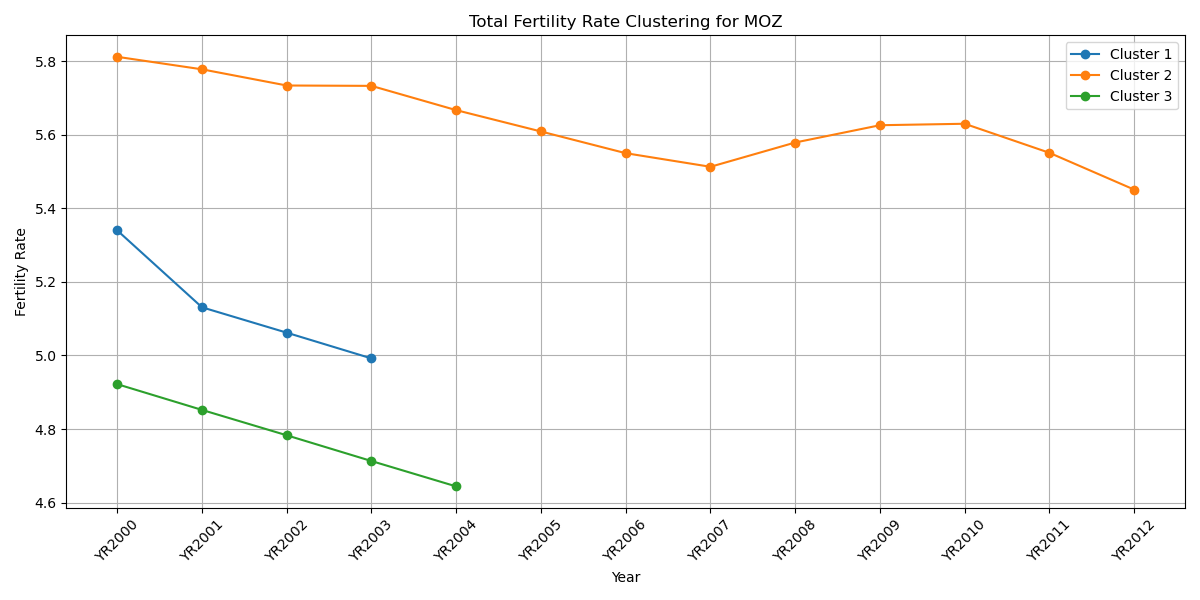 Total Fertility Rate Clustering for MOZ
Cluster 1
Cluster 2
Cluster 3
Fertility Rate
5.8
5.6
5.4
5.2
5.0
4.8
4.6
YR2000
YR2001
YR2002
YR2003
YR2004
YR2005
YR2006
YR2007
YR2008
YR2009
YR2010
YR2011
YR2012
Year